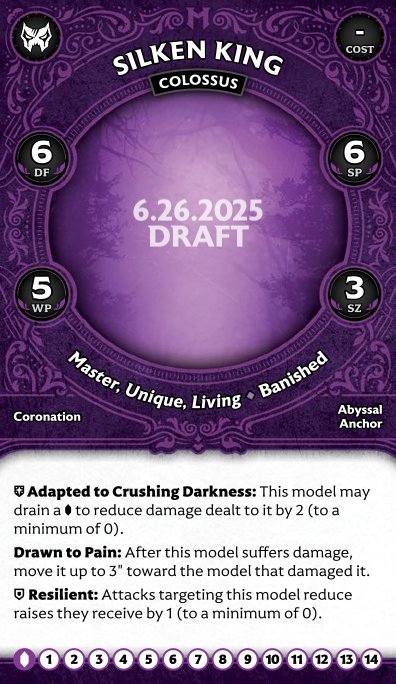 -
COST
SILKEN KING
COLOSSUS
6
DF
6
SP
6.26.2025
DRAFT
5
WP
3
SZ
Master, Unique, Living ◆ Banished
Coronation
Abyssal
Anchor
Adapted to Crushing Darkness: This model may
drain a to reduce damage dealt to it by 2 (to a
minimum of 0).
Drawn to Pain: After this model suffers damage,
move it up to 3" toward the model that damaged it.
Resilient: Attacks targeting this model reduce
raises they receive by 1 (to a minimum of 0).
1 2 3 4 5 6 7 8 9 10 11 12 13 14